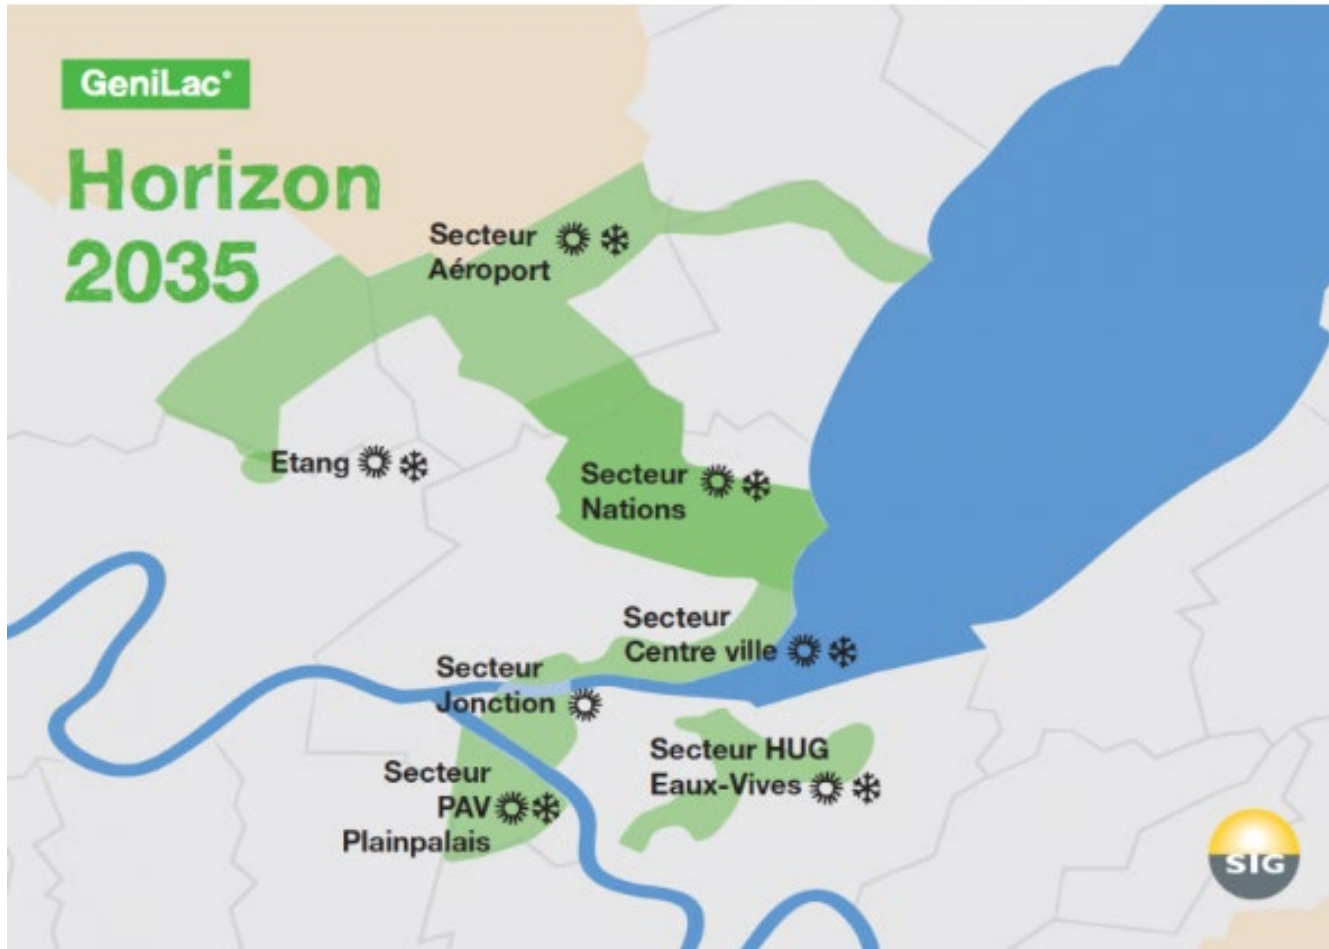 GeniLac®
Horizon
2035
Secteur
Aéroport
Etang
Secteur
Nations
Secteur
Centre ville
Secteur
Jonction
Secteur HUG
Eaux-Vives
Secteur
PAV
Plainpalais
SIG